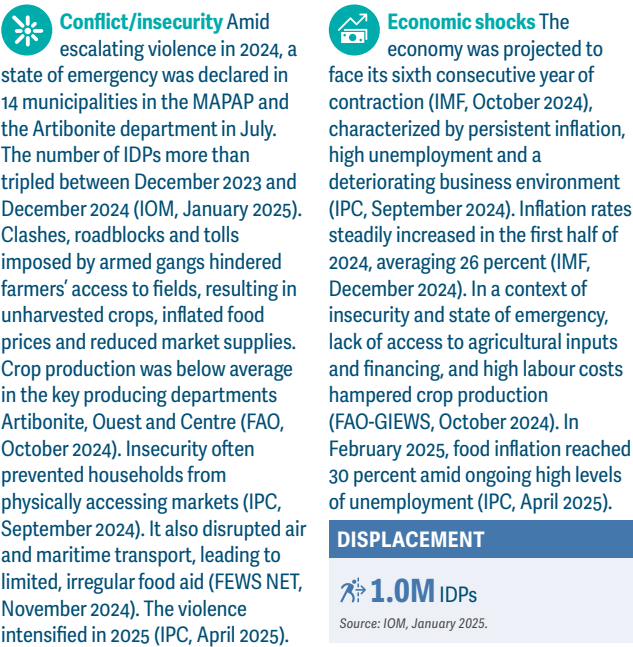 Conflict/insecurity Amid
escalating violence in 2024, a
state of emergency was declared in
14 municipalities in the MAPAP and
the Artibonite department in July.
The number of IDPs more than
tripled between December 2023 and
December 2024 (IOM, January 2025).
Clashes, roadblocks and tolls
imposed by armed gangs hindered
farmers’ access to fields, resulting in
unharvested crops, inflated food
prices and reduced market supplies.
Crop production was below average
in the key producing departments
Artibonite, Ouest and Centre (FAO,
October 2024). Insecurity often
prevented households from
physically accessing markets (IPC,
September 2024). It also disrupted air
and maritime transport, leading to
limited, irregular food aid (FEWS NET,
November 2024). The violence
intensified in 2025 (IPC, April 2025).
Economic shocks The
economy was projected to
face its sixth consecutive year of
contraction (IMF, October 2024),
characterized by persistent inflation,
high unemployment and a
deteriorating business environment
(IPC, September 2024). Inflation rates
steadily increased in the first half of
2024, averaging 26 percent (IMF,
December 2024). In a context of
insecurity and state of emergency,
lack of access to agricultural inputs
and financing, and high labour costs
hampered crop production
(FAO-GIEWS, October 2024). In
February 2025, food inflation reached
30 percent amid ongoing high levels
of unemployment (IPC, April 2025).
DISPLACEMENT
1.0M IDPs
Source: IOM, January 2025.